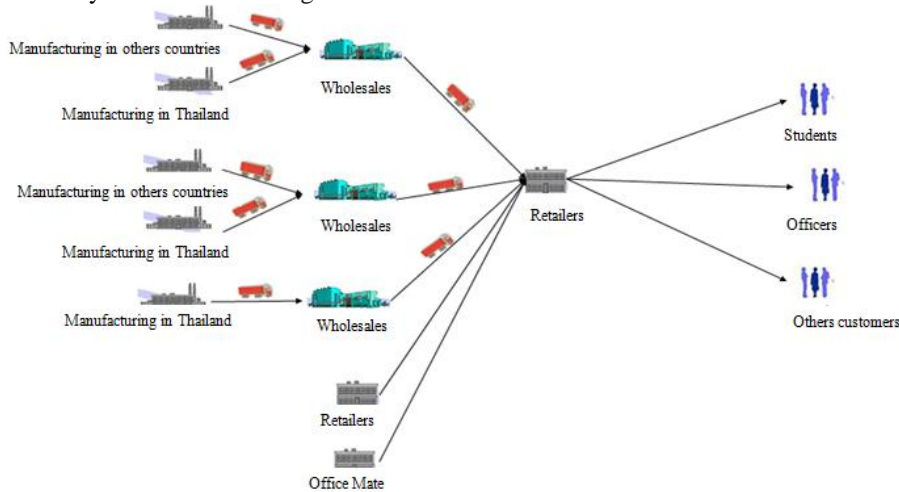 Manufacturing in others countries
Wholesales
Manufacturing in Thailand
Students
Manufacturing in others countries
Wholesales
Retailers
Officers
Manufacturing in Thailand
Manufacturing in Thailand
Wholesales
Others customers
Retailers
Office Mate